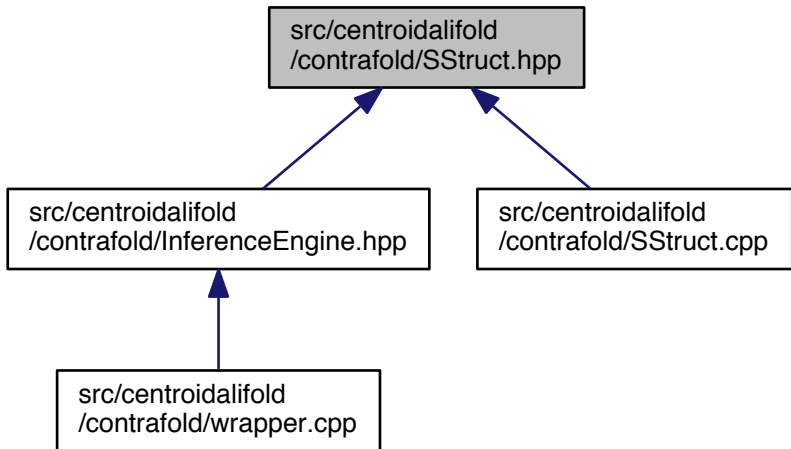 src/centroidalifold
/contrafold/SStruct.hpp
src/centroidalifold
/contrafold/InferenceEngine.hpp
src/centroidalifold
/contrafold/SStruct.cpp
src/centroidalifold
/contrafold/wrapper.cpp